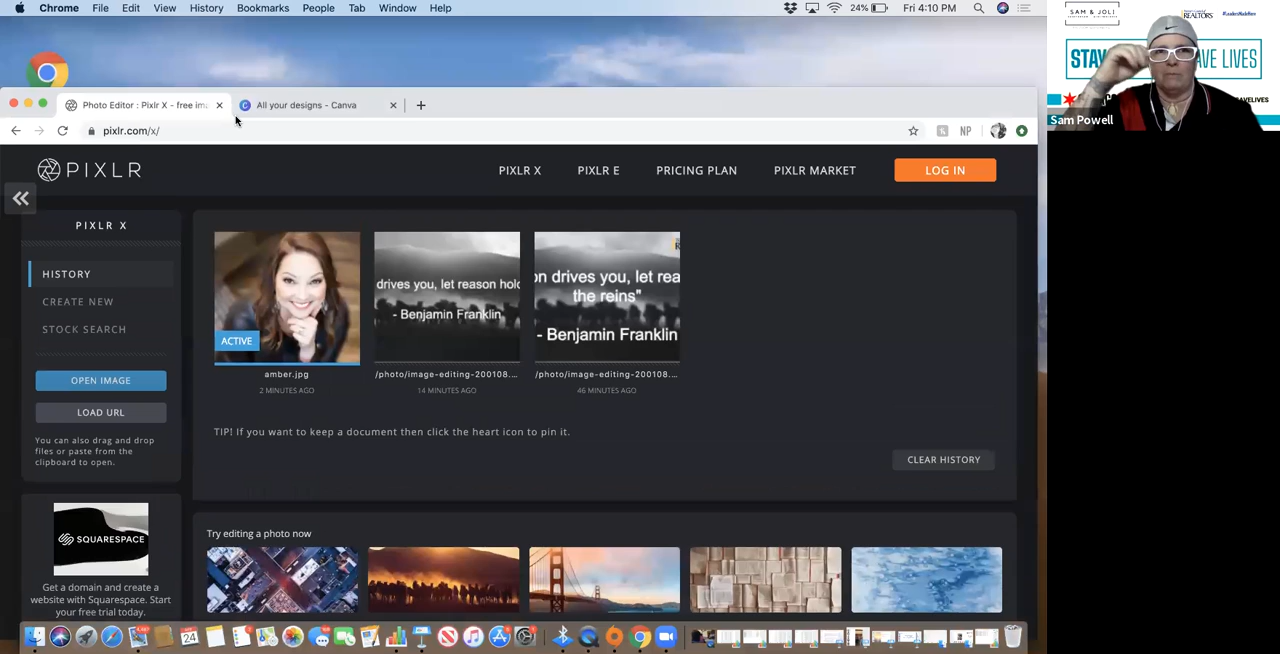 Chrome File Edit View History Bookmarks People Tab Window Help 24% Fri 4:10 PM
Photo Editor : Pixlr X - free ima All your designs - Canva
pixlr.com/x/ NP
PIXLR PIXLR X PIXLR E PRICING PLAN PIXLR MARKET LOG IN
PIXLR X
HISTORY
CREATE NEW
STOCK SEARCH
OPEN IMAGE
LOAD URL
You can also drag and drop
files or paste from the
clipboard to open.
SQUARESPACE
Get a domain and create a
website with Squarespace. Start
your free trial today.
ACTIVE
amber.jpg
2 MINUTES AGO
drives you, let reason hold
- Benjamin Franklin
/photo/image-editing-200108....
14 MINUTES AGO
on drives you, let rea
the reins"
- Benjamin Franklin
/photo/image-editing-200108....
46 MINUTES AGO
TIP! If you want to keep a document then click the heart icon to pin it.
CLEAR HISTORY
Try editing a photo now
SAM & JOLI
REALTORS
STAY AVE LIVES
Sam Powell